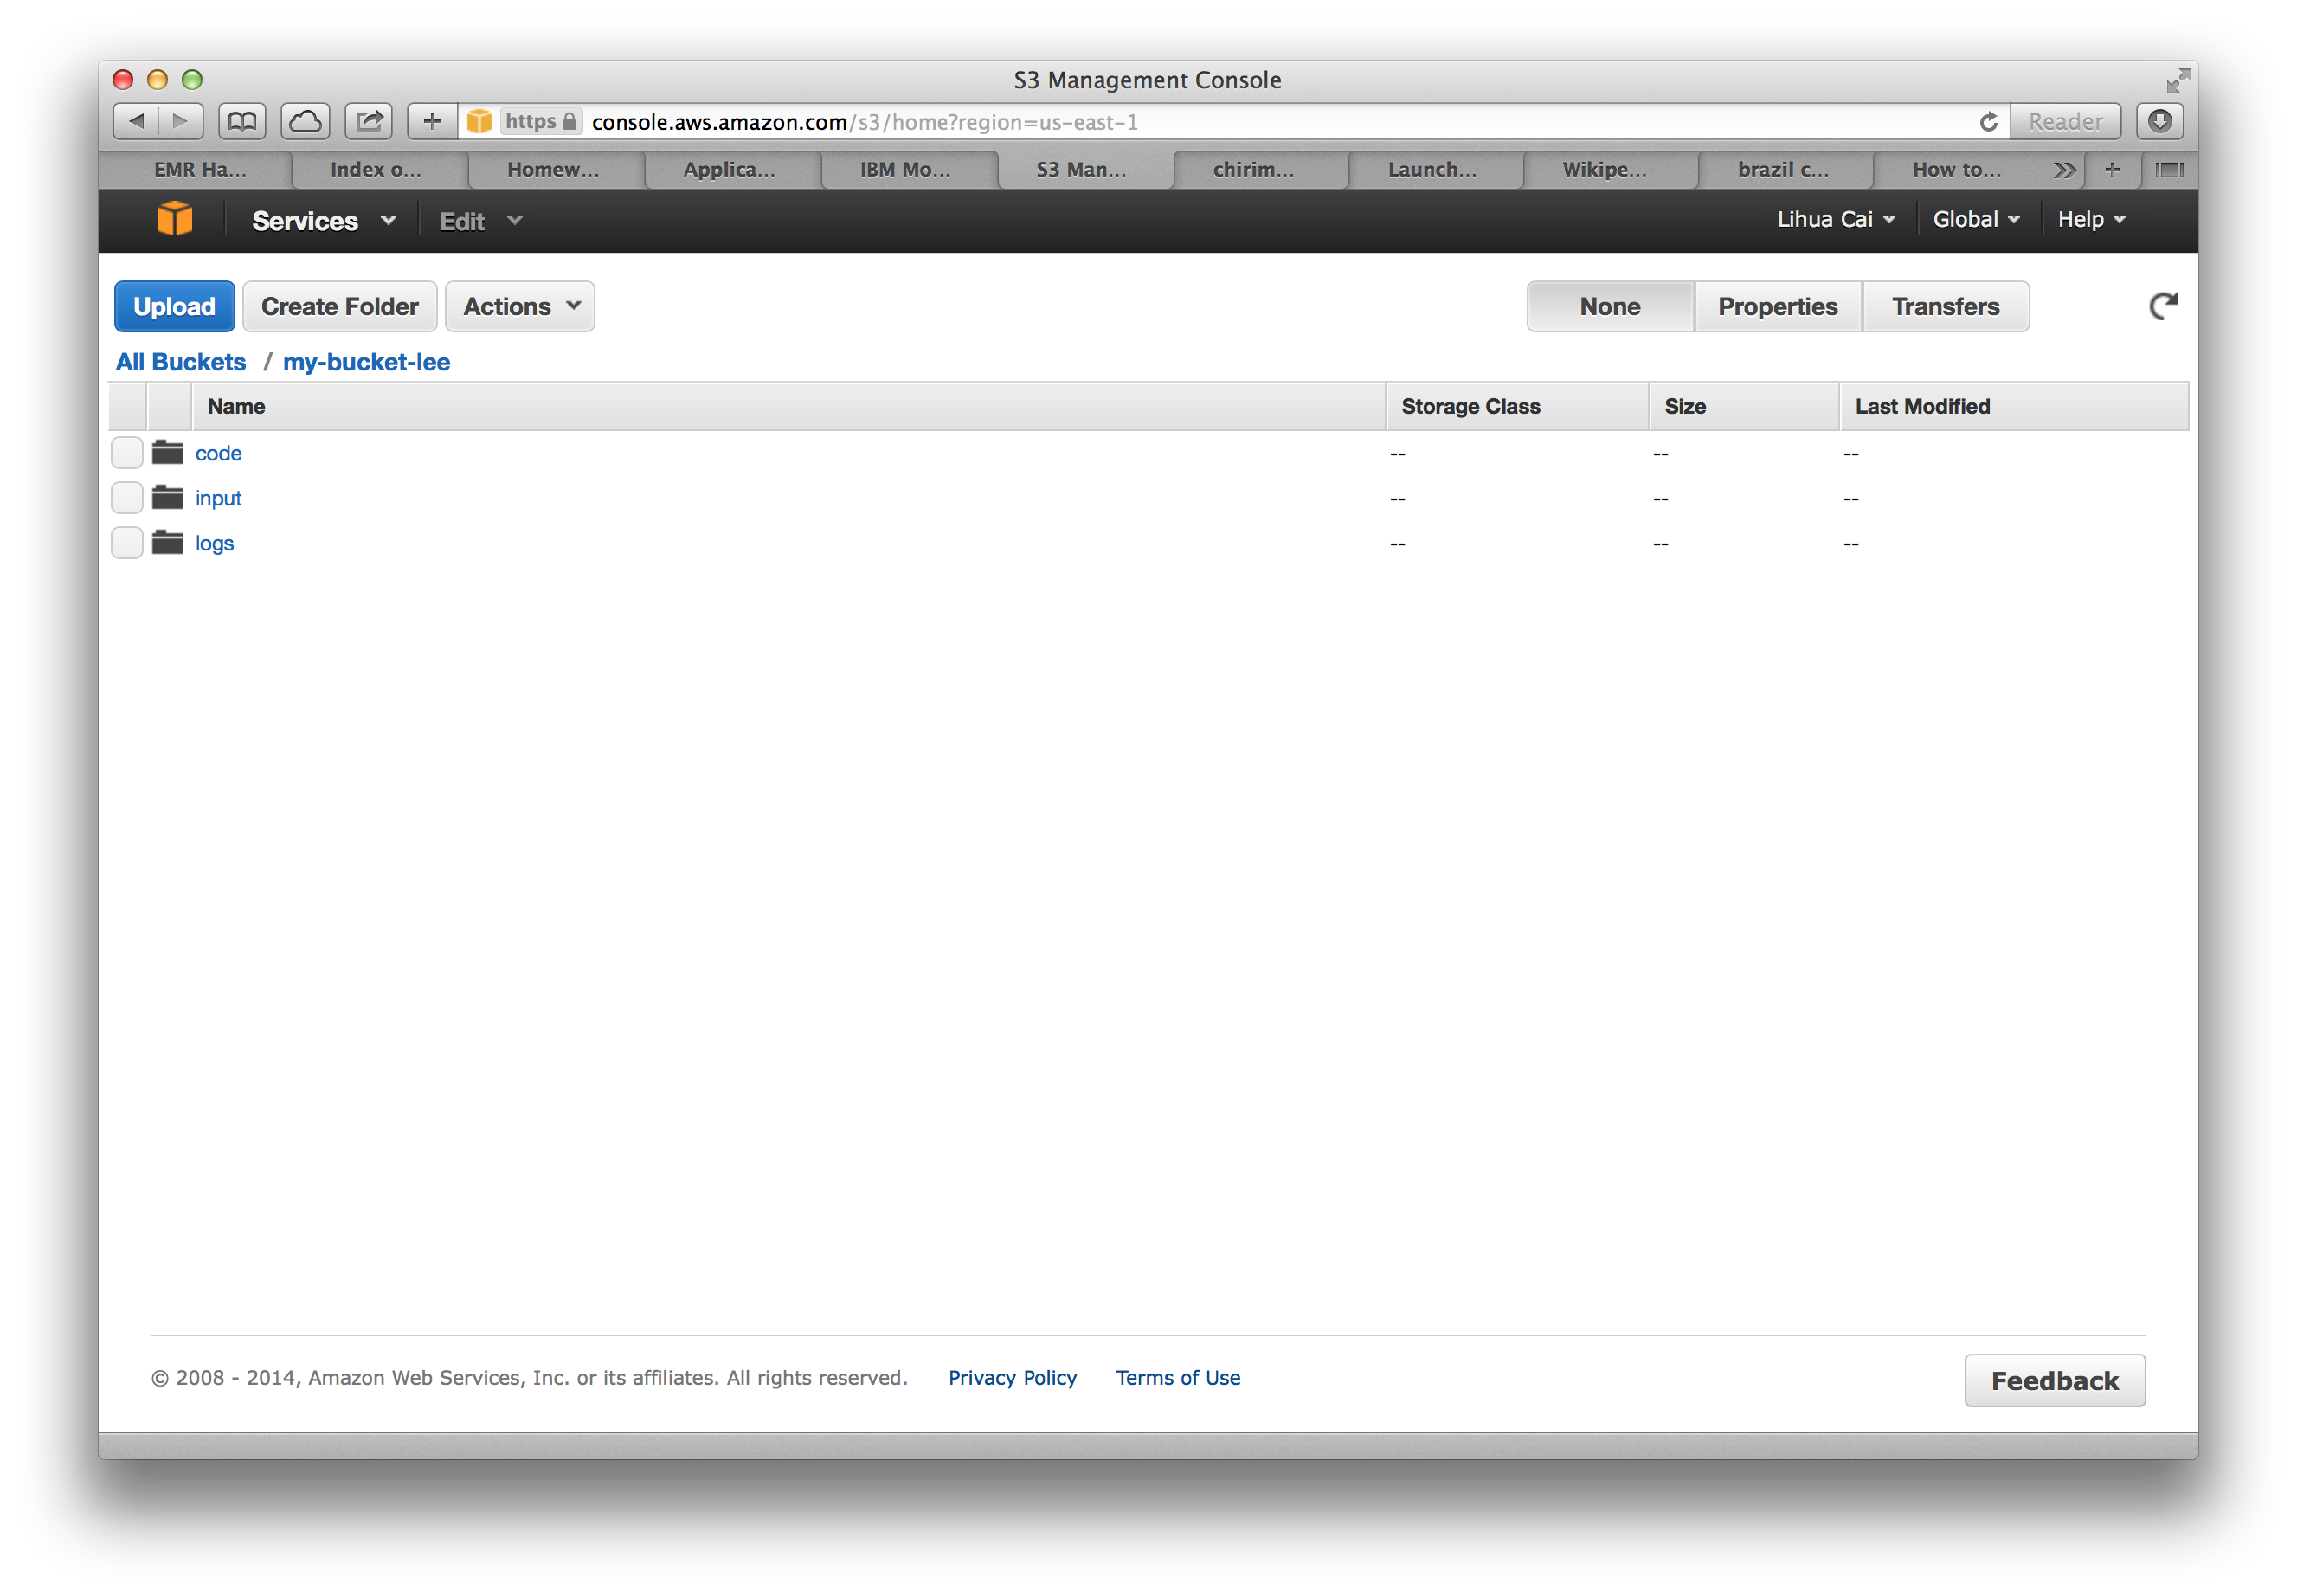 S3 Management Console
https console.aws.amazon.com/s3/home?region=us-east-1 Reader
EMR Ha... Index o... Homew... Applica... IBM Mo... S3 Man... chirim... Launch... Wikipe... brazil c... How to...
Services Edit Lihua Cai Global Help
Upload Create Folder Actions None Properties Transfers
All Buckets / my-bucket-lee
Name Storage Class Size Last Modified
code -- -- --
input -- -- --
logs -- -- --
© 2008 - 2014, Amazon Web Services, Inc. or its affiliates. All rights reserved. Privacy Policy Terms of Use Feedback